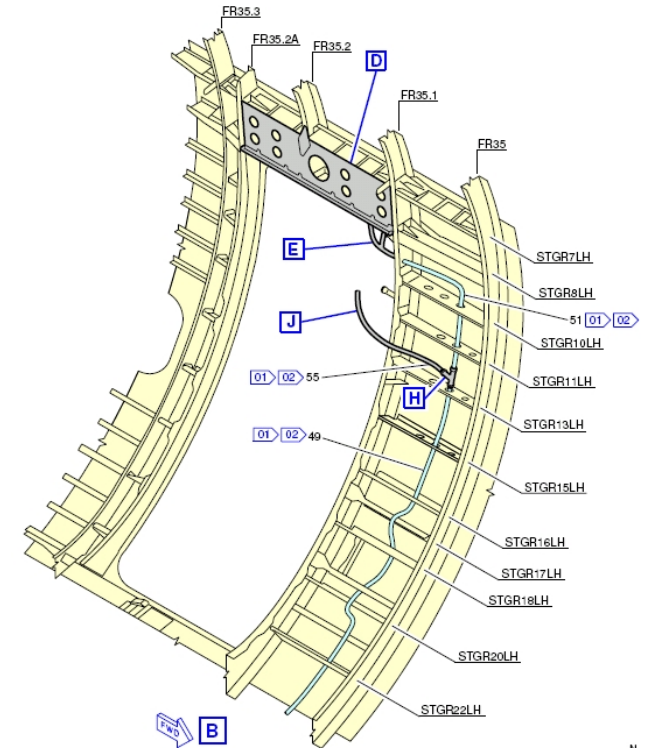 FR35.3
FR35.2A
FR35.2
D
FR35.1
FR35
E
STGR7LH
STGR8LH
J
51 01 02
STGR10LH
01 02 55
H
STGR11LH
STGR13LH
01 02 49
STGR15LH
STGR16LH
STGR17LH
STGR18LH
STGR20LH
STGR22LH
FWD
B
N